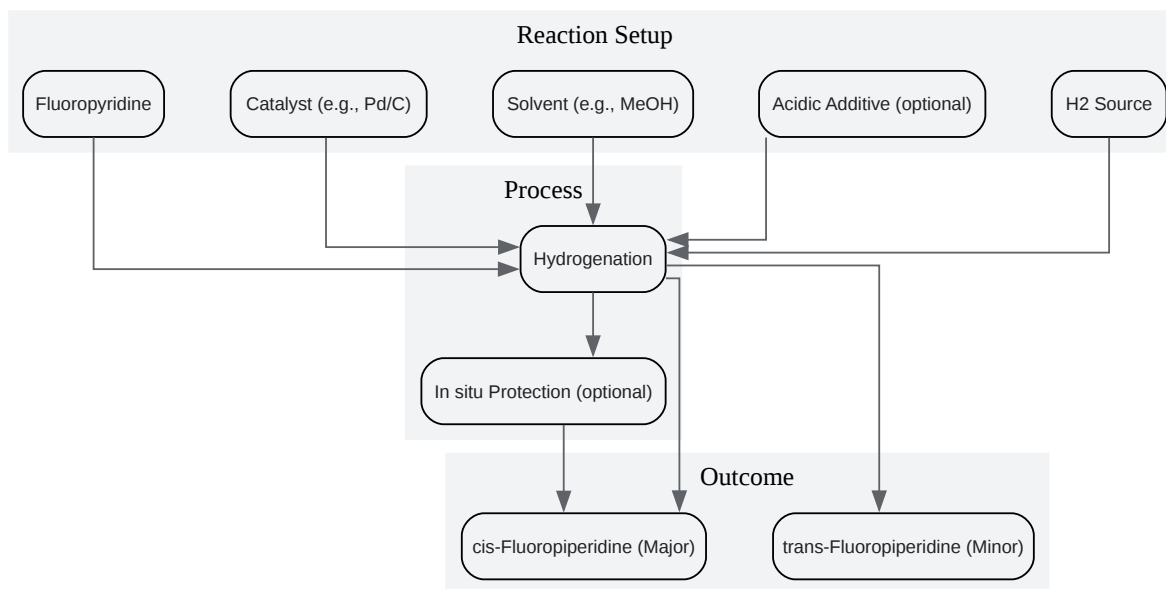 Reaction Setup
Fluoropyridine
Catalyst (e.g., Pd/C)
Solvent (e.g., MeOH)
Acidic Additive (optional)
H2 Source
Process
Hydrogenation
In situ Protection (optional)
Outcome
cis-Fluoropiperidine (Major)
trans-Fluoropiperidine (Minor)